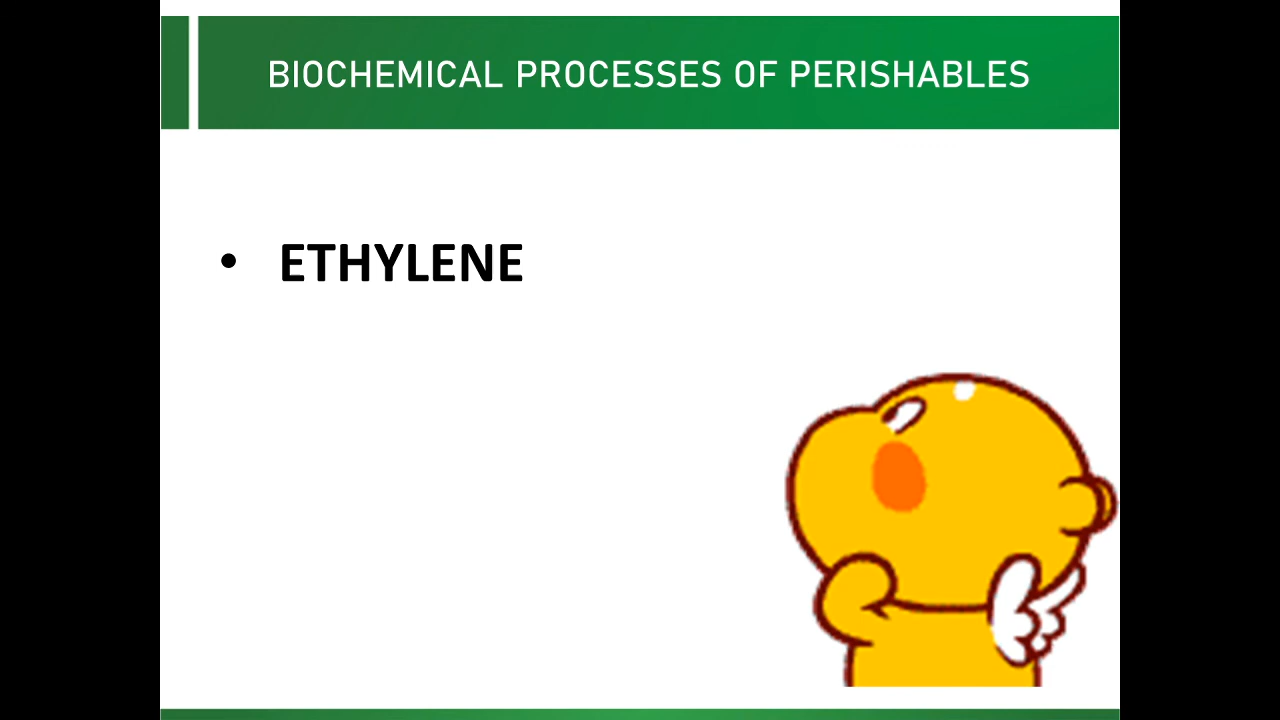 BIOCHEMICAL PROCESSES OF PERISHABLES
• ETHYLENE